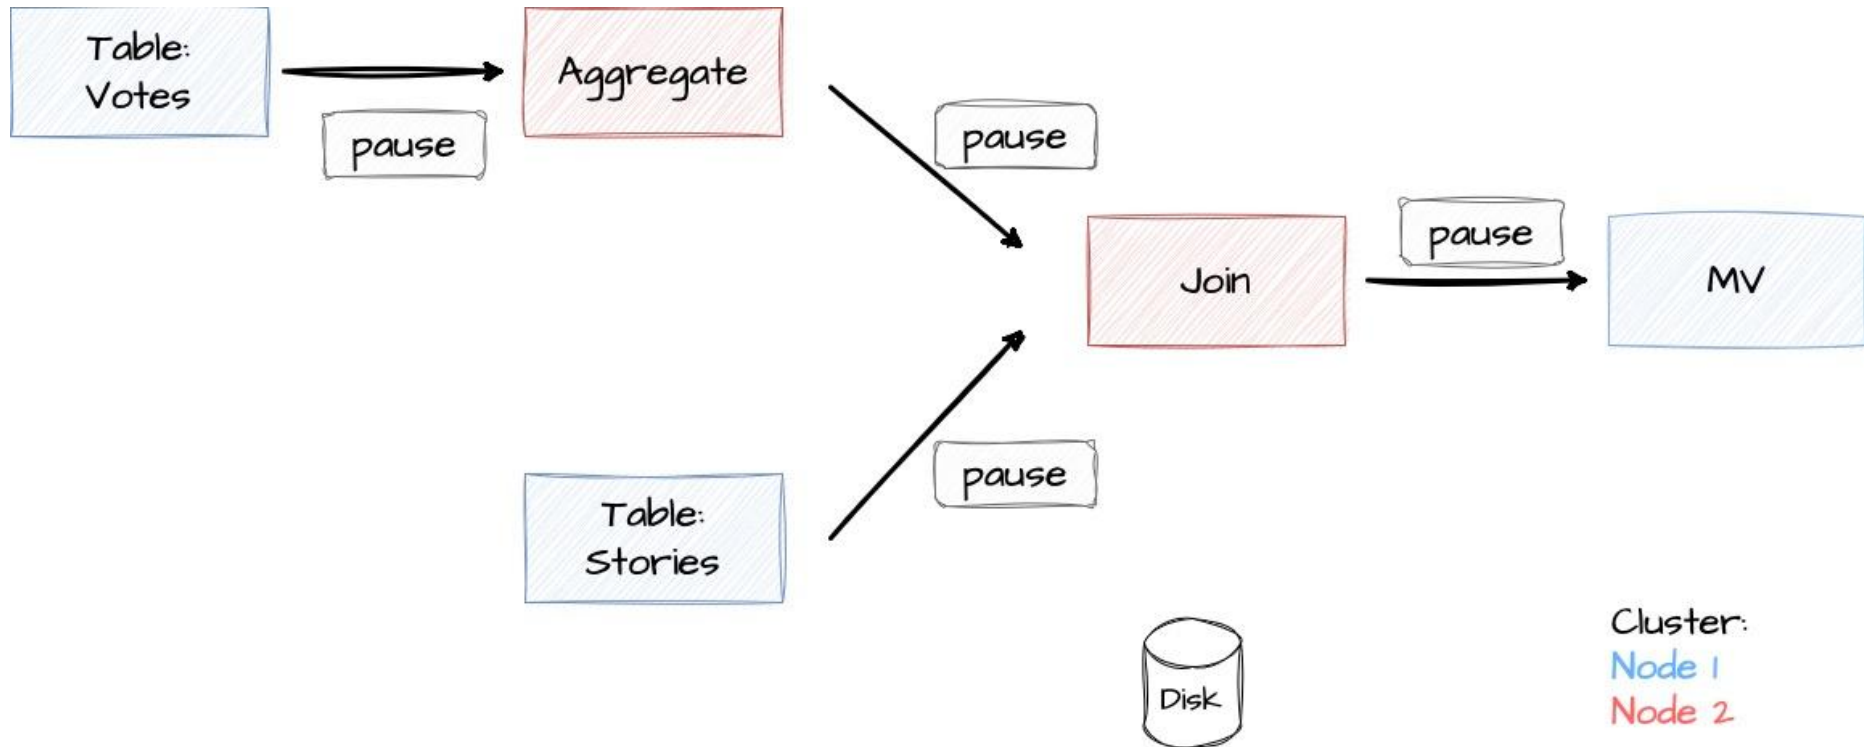 Table:
Votes
pause
Aggregate
pause
Join
pause
MV
Table:
Stories
pause
Disk
Cluster:
Node 1
Node 2